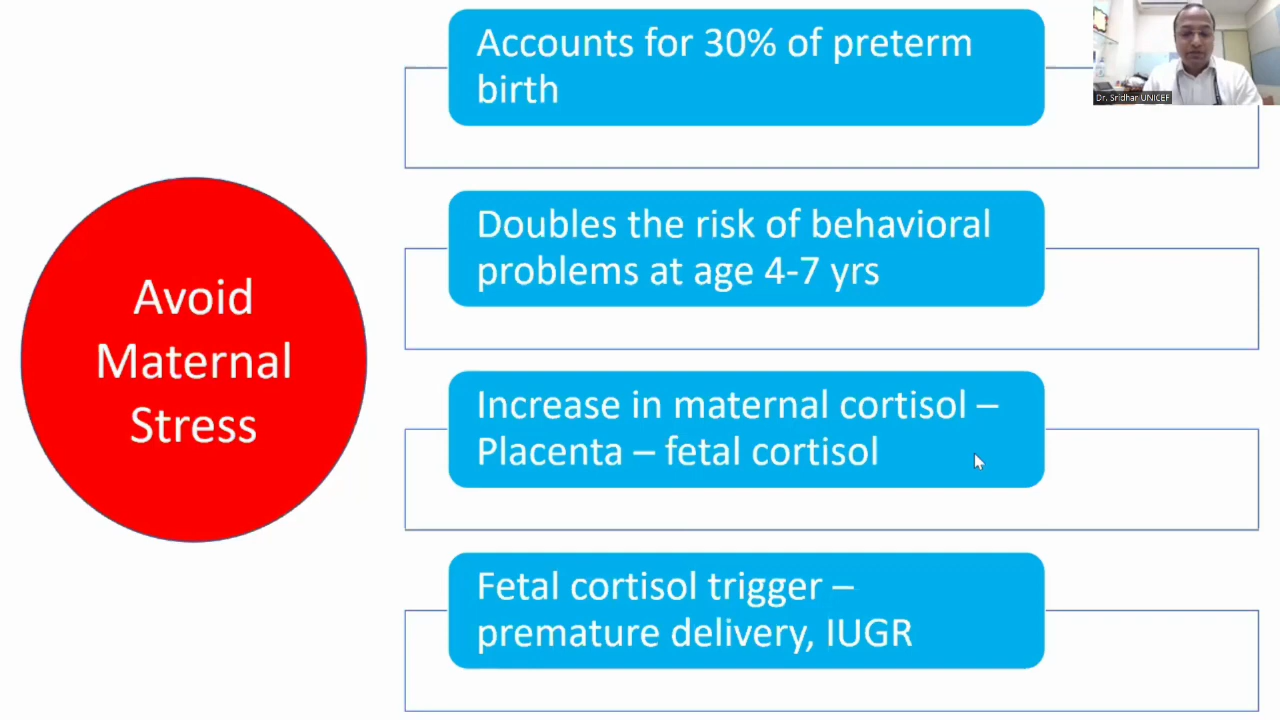 Accounts for 30% of preterm
birth
Dr. Sridhar UNICEF
Doubles the risk of behavioral
problems at age 4-7 yrs
Avoid
Maternal
Stress
Increase in maternal cortisol –
Placenta – fetal cortisol
Fetal cortisol trigger –
premature delivery, IUGR